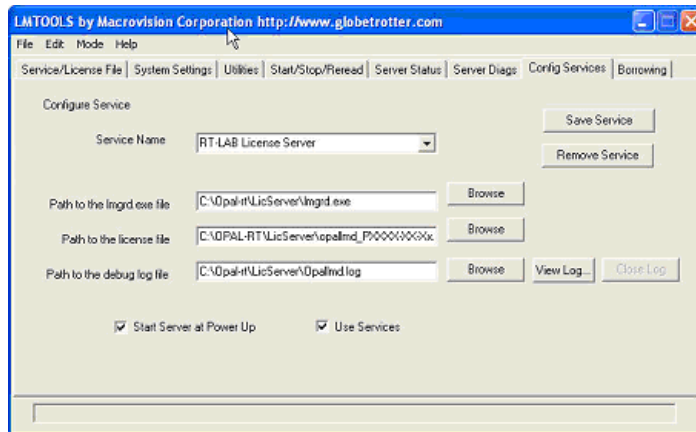 LMTOOLS by Macrovision Corporation http://www.globetrotter.com
File Edit Mode Help
Service/License File System Settings Utilities Start/Stop/Reread Server Status Server Diags Config Services Borrowing
Configure Service
Save Service
Service Name RT-LAB License Server
Remove Service
Path to the lmgrd.exe file C:\Opal-rt\LicServer\lmgrd.exe Browse
Path to the license file Browse
Path to the debug log file C:\Opal-rt\LicServer\Opallmd.log Browse View Log... Close Log
Start Server at Power Up Use Services